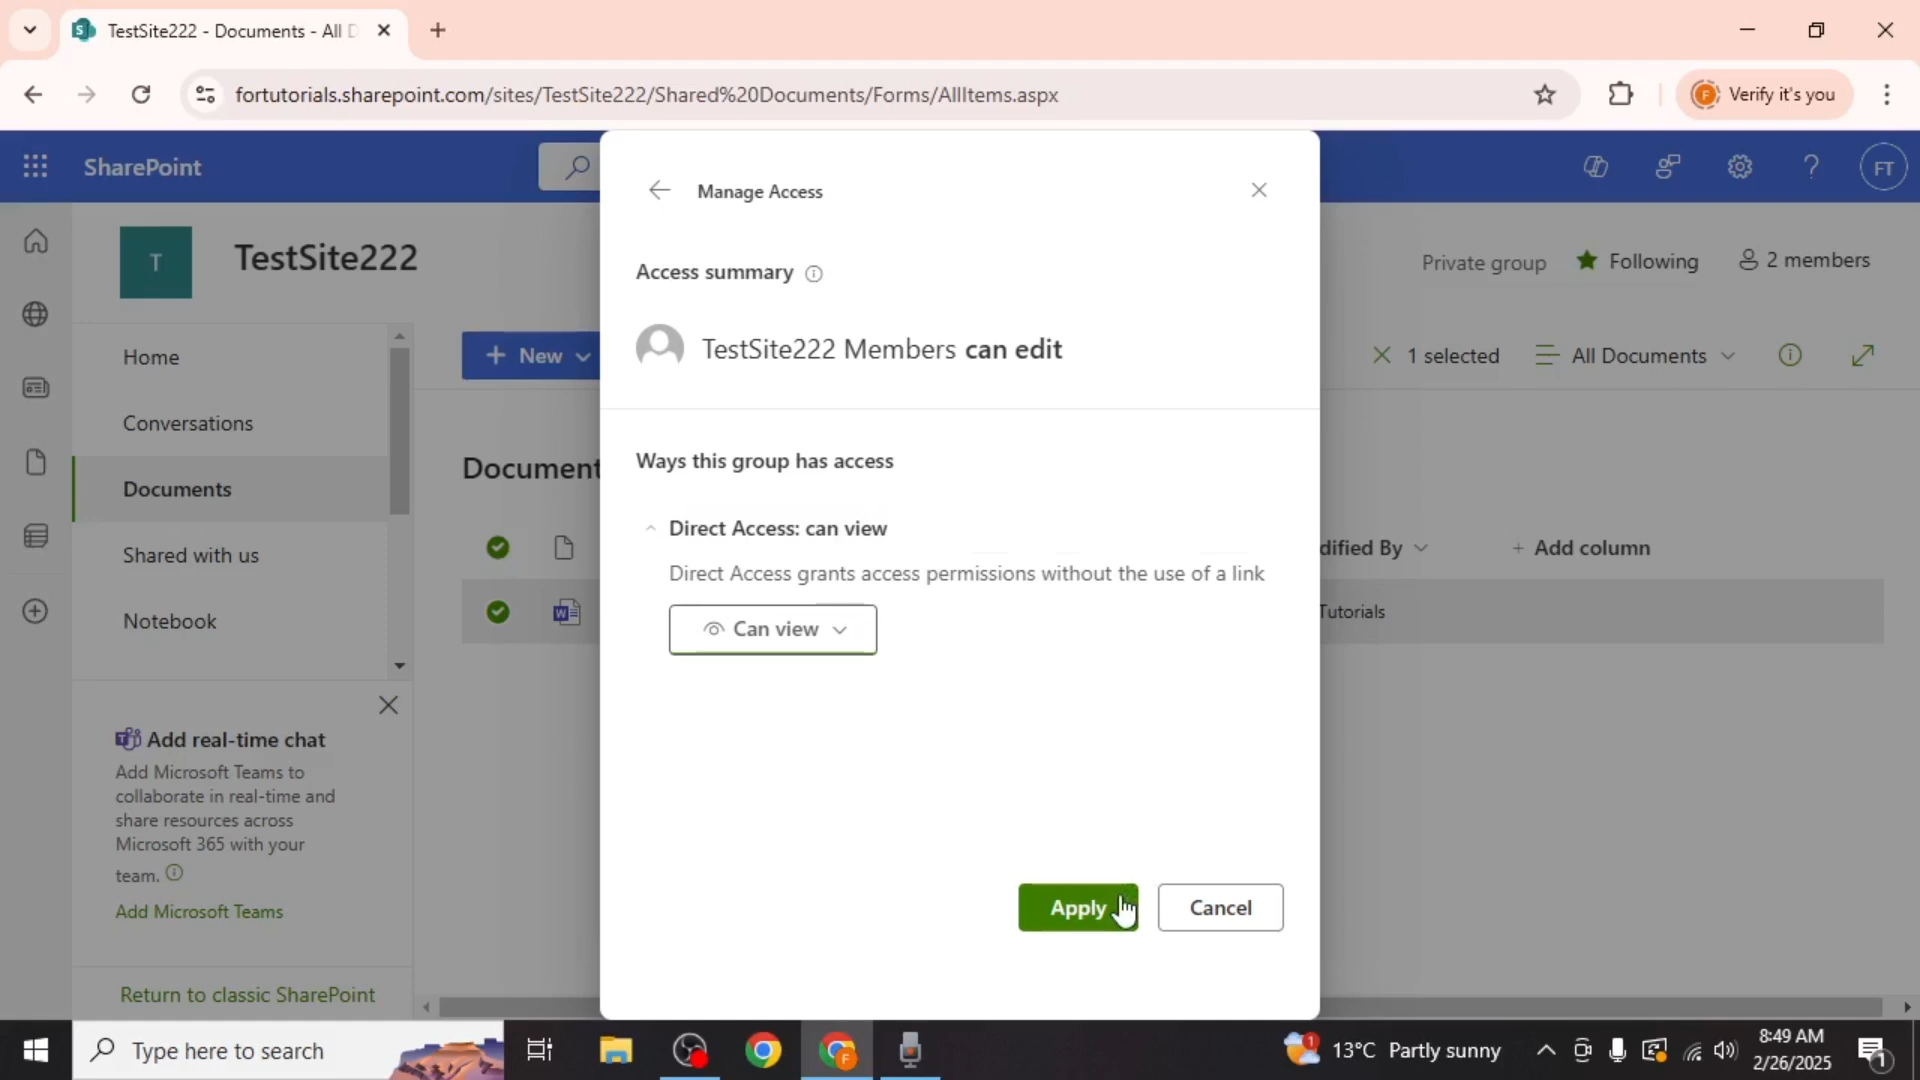 TestSite222 - Documents - All D
fortutorials.sharepoint.com/sites/TestSite222/Shared%20Documents/Forms/AllItems.aspx
Verify it's you
SharePoint
FT
T
TestSite222
Private group
Following
2 members
Manage Access
Access summary
TestSite222 Members can edit
Home
Conversations
Documents
Shared with us
Notebook
+ New
1 selected
All Documents
Document
Ways this group has access
Direct Access: can view
Direct Access grants access permissions without the use of a link
Can view
dified By
+ Add column
Tutorials
Add real-time chat
Add Microsoft Teams to
collaborate in real-time and
share resources across
Microsoft 365 with your
team.
Add Microsoft Teams
Apply
Cancel
Return to classic SharePoint
Type here to search
1
13°C Partly sunny
8:49 AM
2/26/2025
1